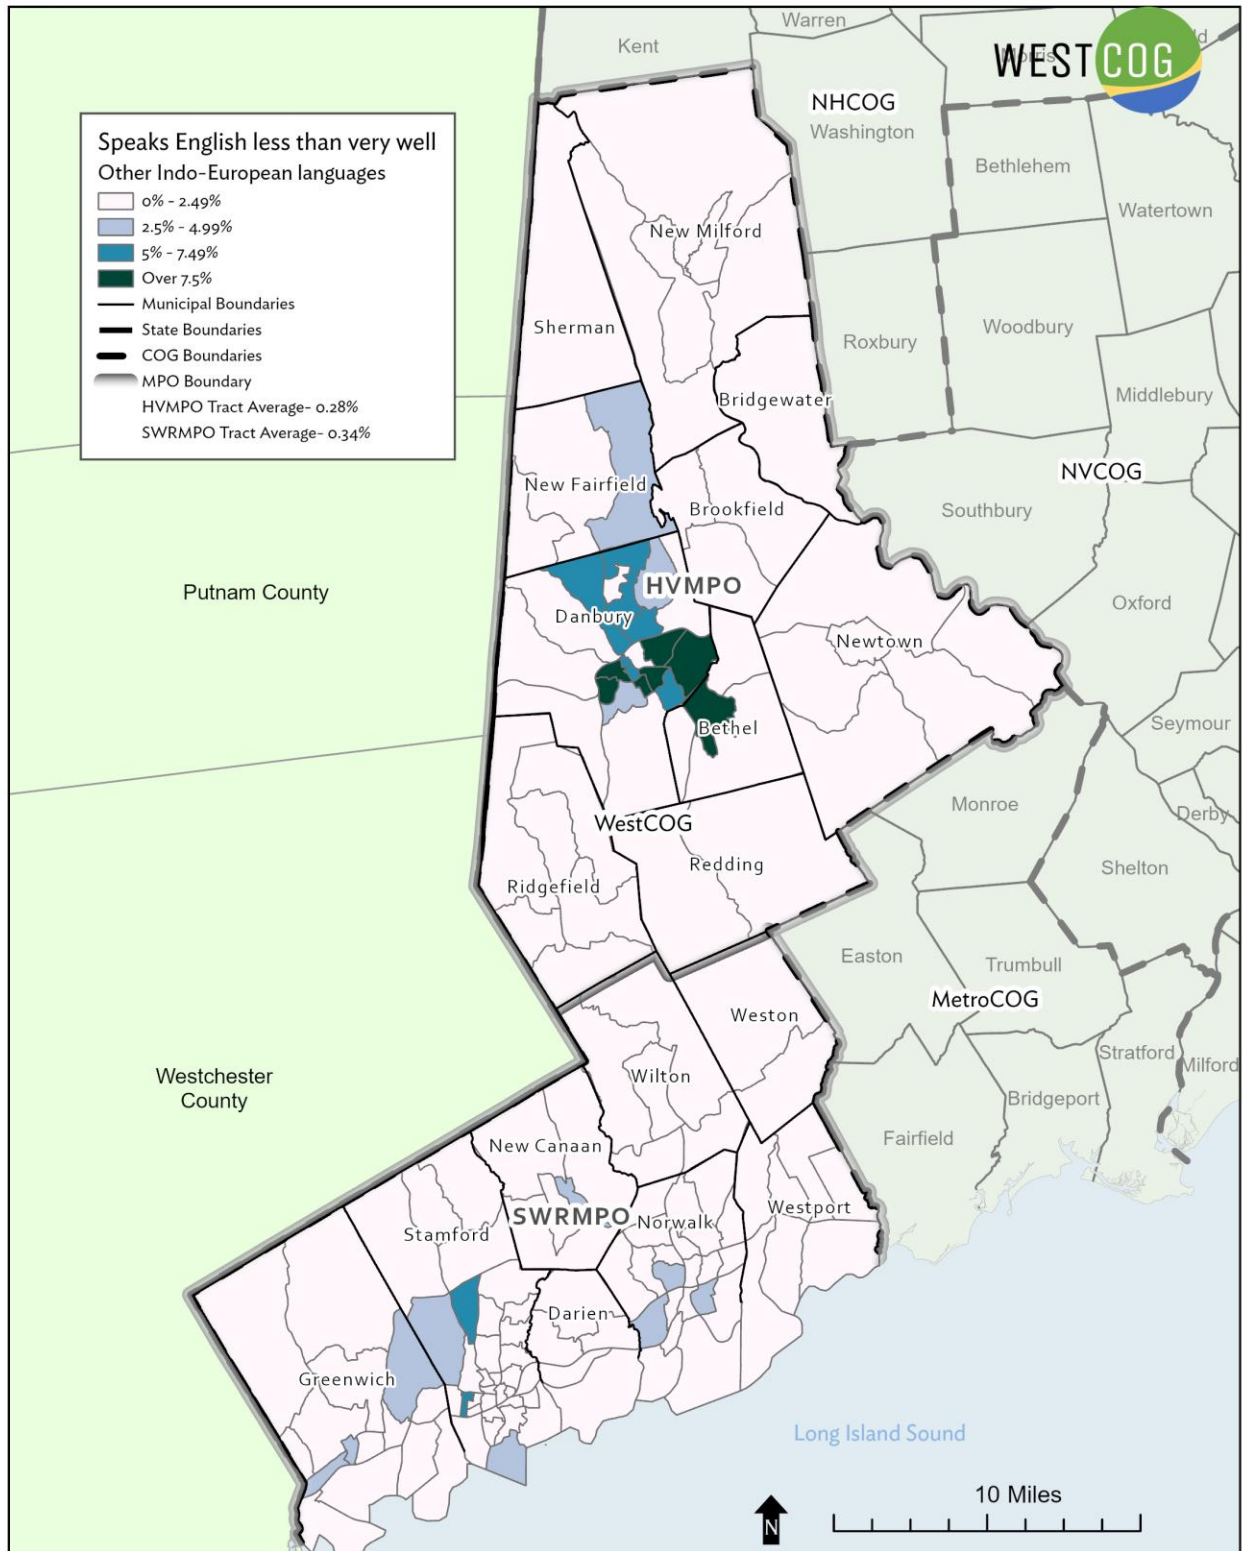 Warren
Kent
WESTCOG
Morris
NHCOG
Washington
Bethlehem
Watertown
Speaks English less than very well
Other Indo-European languages
0% - 2.49%
2.5% - 4.99%
5% - 7.49%
Over 7.5%
Municipal Boundaries
State Boundaries
COG Boundaries
MPO Boundary
HVMPO Tract Average- 0.28%
SWRMPO Tract Average- 0.34%
New Milford
Sherman
Roxbury
Woodbury
Bridgewater
Middlebury
New Fairfield
Brookfield
NVCOG
Southbury
Putnam County
HVMPO
Danbury
Oxford
Newtown
Bethel
Seymour
WestCOG
Monroe
Derby
Redding
Shelton
Ridgefield
Easton
Trumbull
MetroCOG
Weston
Stratford
Milford
Westchester
County
Wilton
Bridgeport
Fairfield
New Canaan
SWRMPO
Norwalk
Westport
Stamford
Darien
Greenwich
Long Island Sound
10 Miles
N